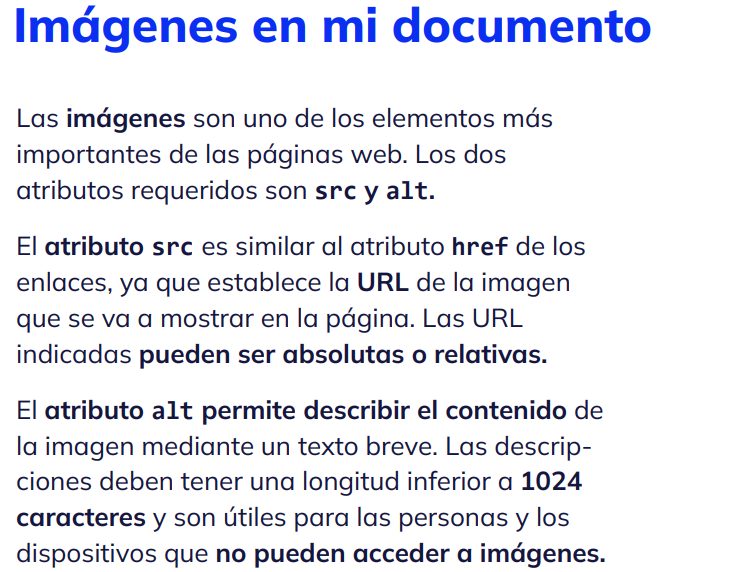 Imágenes en mi documento
Las imágenes son uno de los elementos más
importantes de las páginas web. Los dos
atributos requeridos son src y alt.
El atributo src es similar al atributo href de los
enlaces, ya que establece la URL de la imagen
que se va a mostrar en la página. Las URL
indicadas pueden ser absolutas o relativas.
El atributo alt permite describir el contenido de
la imagen mediante un texto breve. Las descrip-
ciones deben tener una longitud inferior a 1024
caracteres y son útiles para las personas y los
dispositivos que no pueden acceder a imágenes.